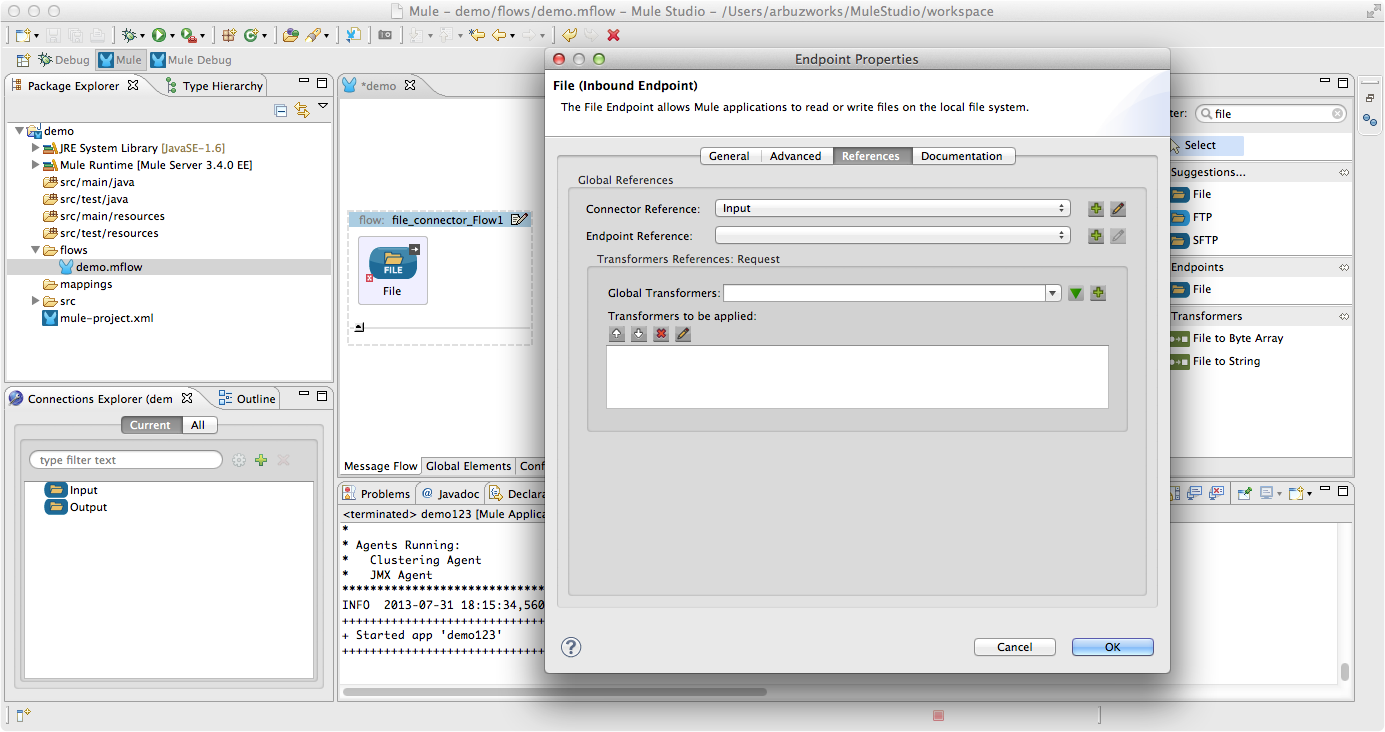 Mule – demo/flows/demo.mflow – Mule Studio – /Users/arbuzworks/MuleStudio/workspace
Debug Mule Mule Debug
Package Explorer Type Hierarchy
demo
JRE System Library [JavaSE-1.6]
Mule Runtime [Mule Server 3.4.0 EE]
src/main/java
src/test/java
src/main/resources
src/test/resources
flows
demo.mflow
mappings
src
mule-project.xml
Connections Explorer (dem Outline
Current All
type filter text
Input
Output
*demo
flow: file_connector_Flow1
FILE
File
Message Flow Global Elements Conf
Problems @ Javadoc Declara
<terminated> demo123 [Mule Applica
*
* Agents Running:
* Clustering Agent
* JMX Agent
*****************************
INFO 2013-07-31 18:15:34,560
+++++++++++++++++++++++++++++
+ Started app 'demo123'
+++++++++++++++++++++++++++++
Endpoint Properties
File (Inbound Endpoint)
The File Endpoint allows Mule applications to read or write files on the local file system.
General Advanced References Documentation
Global References
Connector Reference: Input
Endpoint Reference:
Transformers References: Request
Global Transformers:
Transformers to be applied:
? Cancel OK
ter: file
Select
Suggestions...
File
FTP
SFTP
Endpoints
File
Transformers
File to Byte Array
File to String